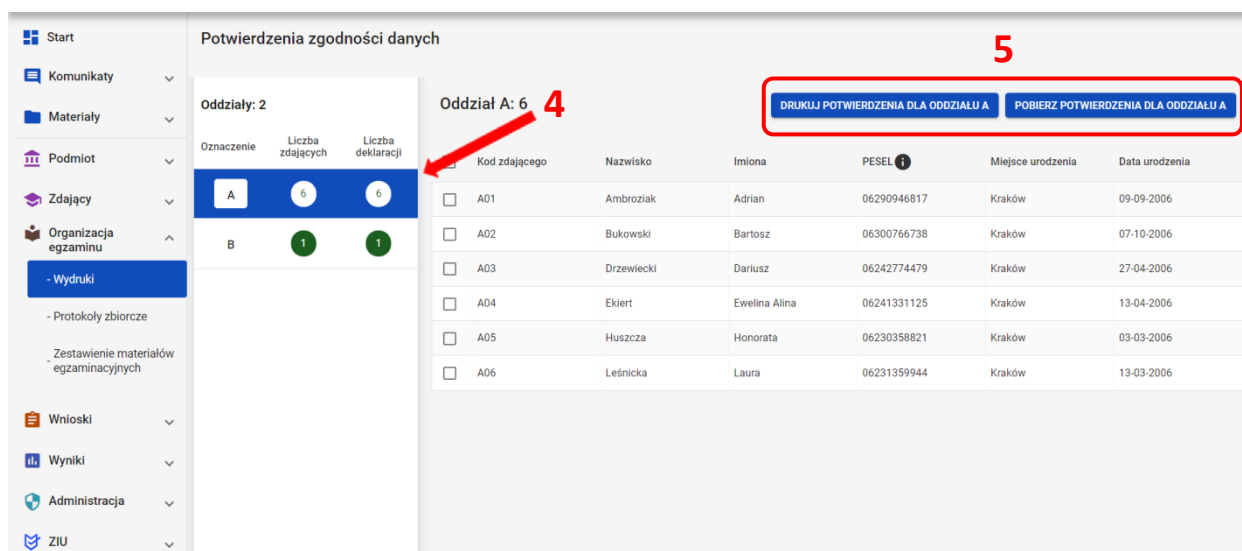 Start
Komunikaty
Materiały
Podmiot
Zdający
Organizacja
egzaminu
- Wydruki
- Protokoły zbiorcze
- Zestawienie materiałów
egzaminacyjnych
Wnioski
Wyniki
Administracja
ZIU
Potwierdzenia zgodności danych
Oddziały: 2
Oznaczenie Liczba zdających Liczba deklaracji
A 6 6
B 1 1
4
5
Oddział A: 6
DRUKUJ POTWIERDZENIA DLA ODDZIAŁU A POBIERZ POTWIERDZENIA DLA ODDZIAŁU A
Kod zdającego Nazwisko Imiona PESEL i Miejsce urodzenia Data urodzenia
A01 Ambroziak Adrian 06290946817 Kraków 09-09-2006
A02 Bukowski Bartosz 06300766738 Kraków 07-10-2006
A03 Drzewiecki Dariusz 06242774479 Kraków 27-04-2006
A04 Ekiert Ewelina Alina 06241331125 Kraków 13-04-2006
A05 Huszcza Honorata 06230358821 Kraków 03-03-2006
A06 Leśnicka Laura 06231359944 Kraków 13-03-2006